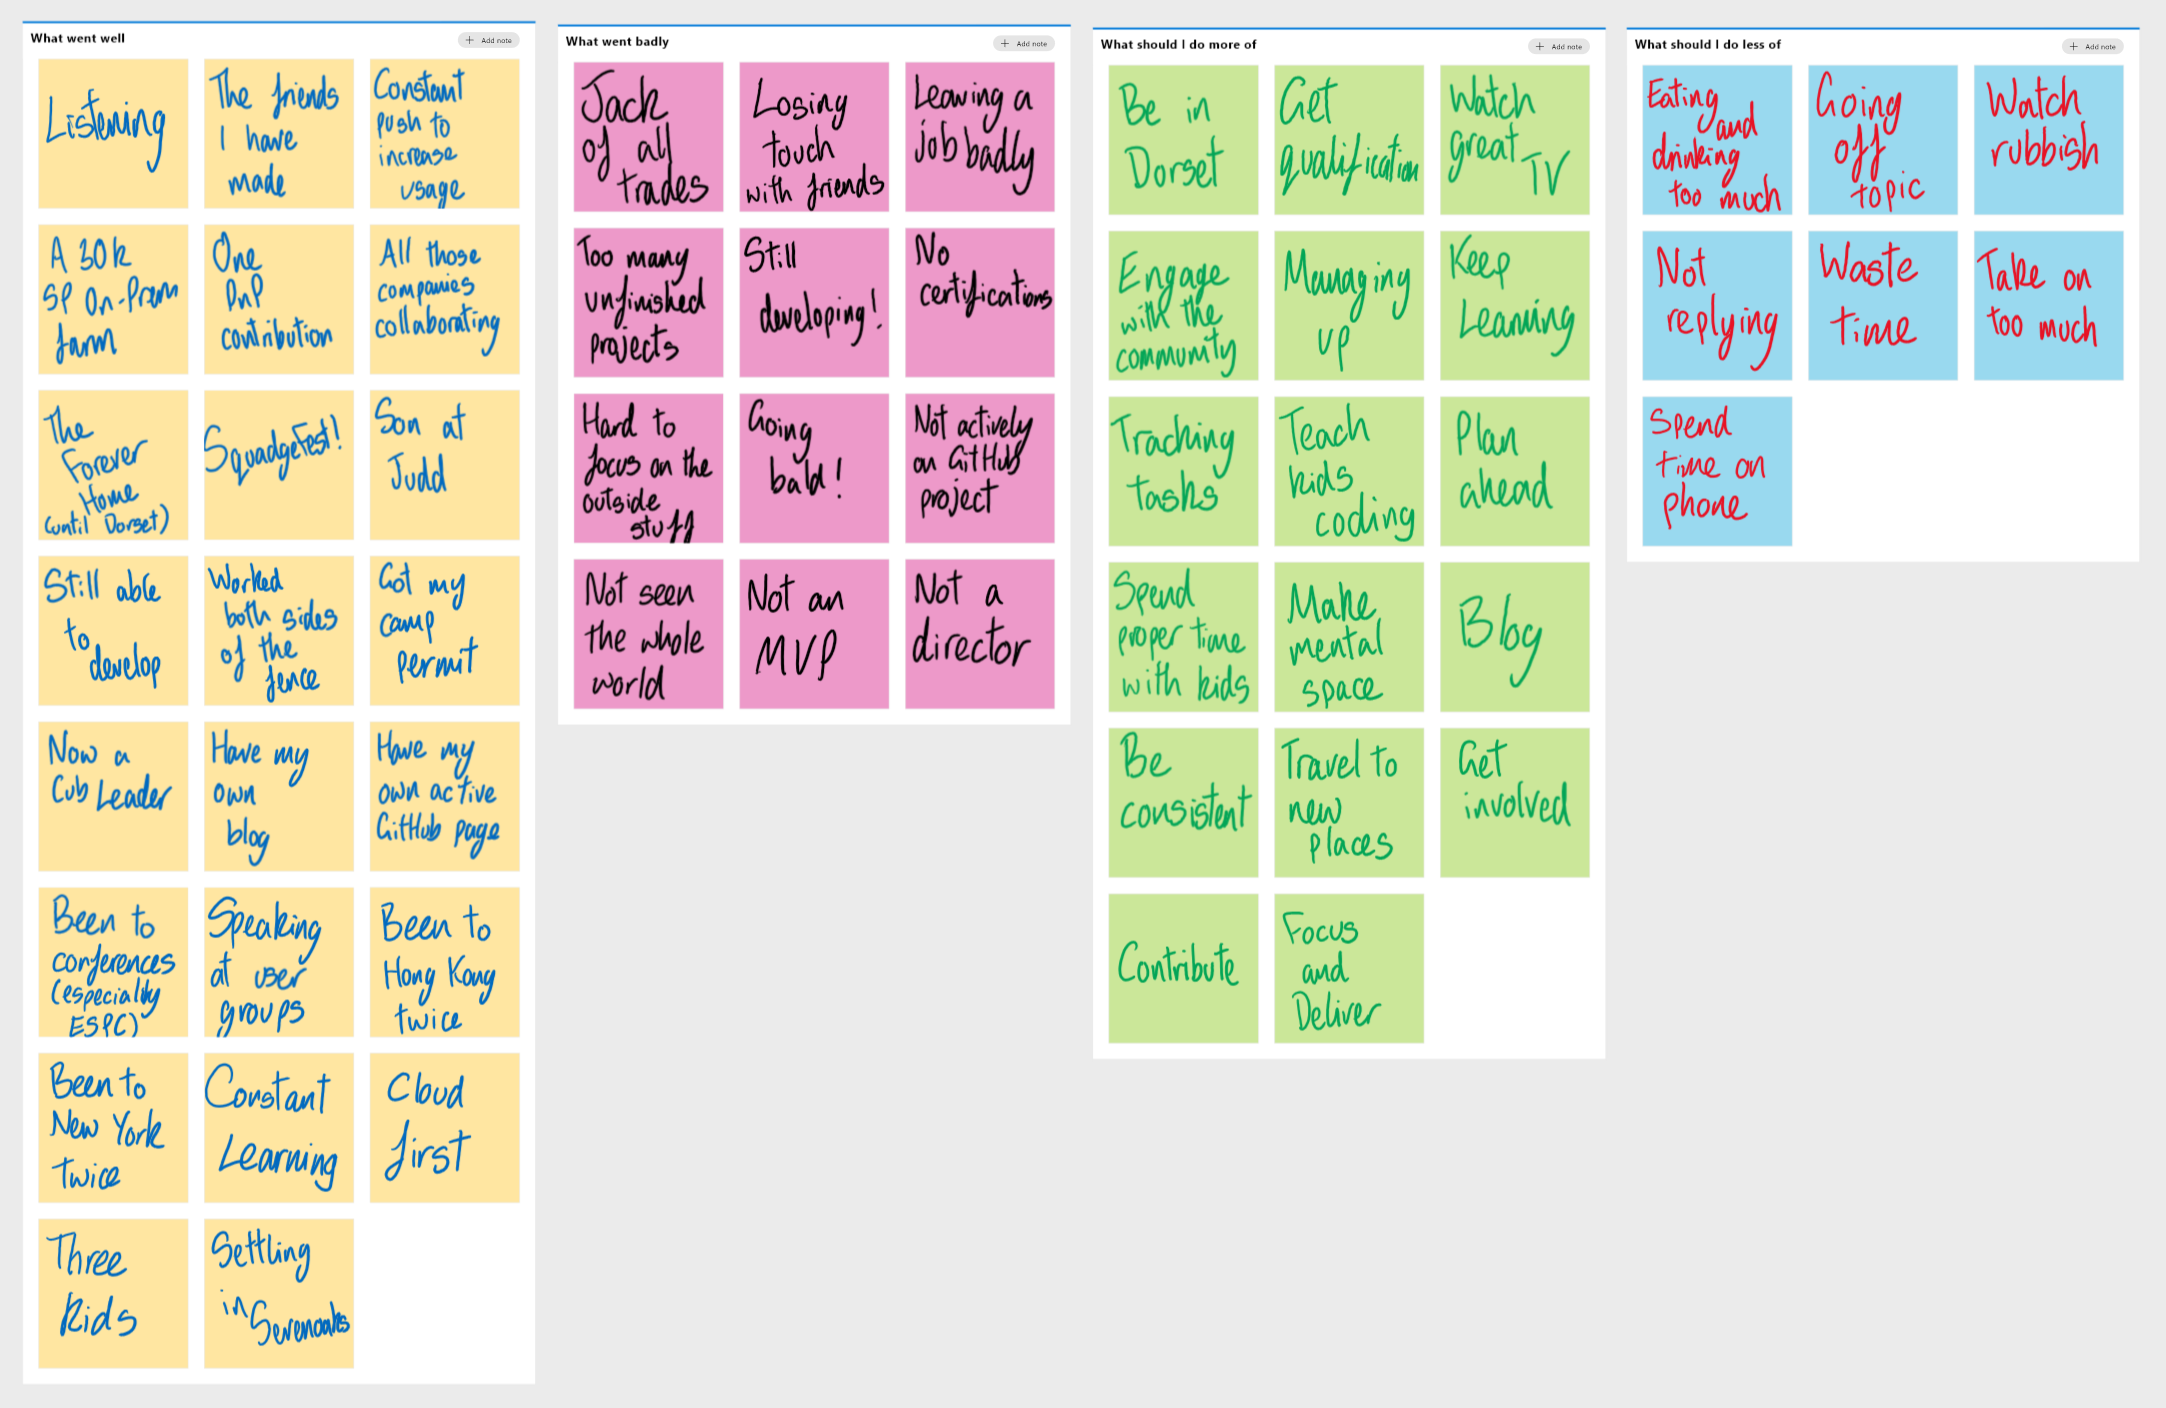 What went well
+ Add note
Listening
The friends
I have
made
Constant
push to
increase
usage
A 30k
SP On-Prem
farm
One
PnP
contribution
All those
companies
collaborating
The
Forever
Home
(until Dorset)
SquadgeFest!
Son at
Judd
Still able
to
develop
Worked
both sides
of the
fence
Got my
camp
permit
Now a
Cub Leader
Have my
own
blog
Have my
own active
GitHub page
Been to
conferences
(especially
ESPC)
Speaking
at user
groups
Been to
Hong Kong
twice
Been to
New York
twice
Constant
Learning
Cloud
first
Three
Kids
Settling
in Sevenoaks
What went badly
+ Add note
Jack
of all
trades
Losing
touch
with friends
Leaving a
job badly
Too many
unfinished
projects
Still
developing!
No
certifications
Hard to
focus on the
outside
stuff
Going
bald!
Not actively
on GitHub
project
Not seen
the whole
world
Not an
MVP
Not a
director
What should I do more of
+ Add note
Be in
Dorset
Get
qualification
Watch
great
TV
Engage
with the
community
Managing
up
Keep
Learning
Tracking
tasks
Teach
kids
coding
Plan
ahead
Spend
proper time
with kids
Make
mental
space
Blog
Be
consistent
Travel to
new
places
Get
involved
Contribute
Focus
and
Deliver
What should I do less of
+ Add note
Eating
and
drinking
too much
Going
off
topic
Watch
rubbish
Not
replying
Waste
time
Take on
too much
Spend
time on
phone